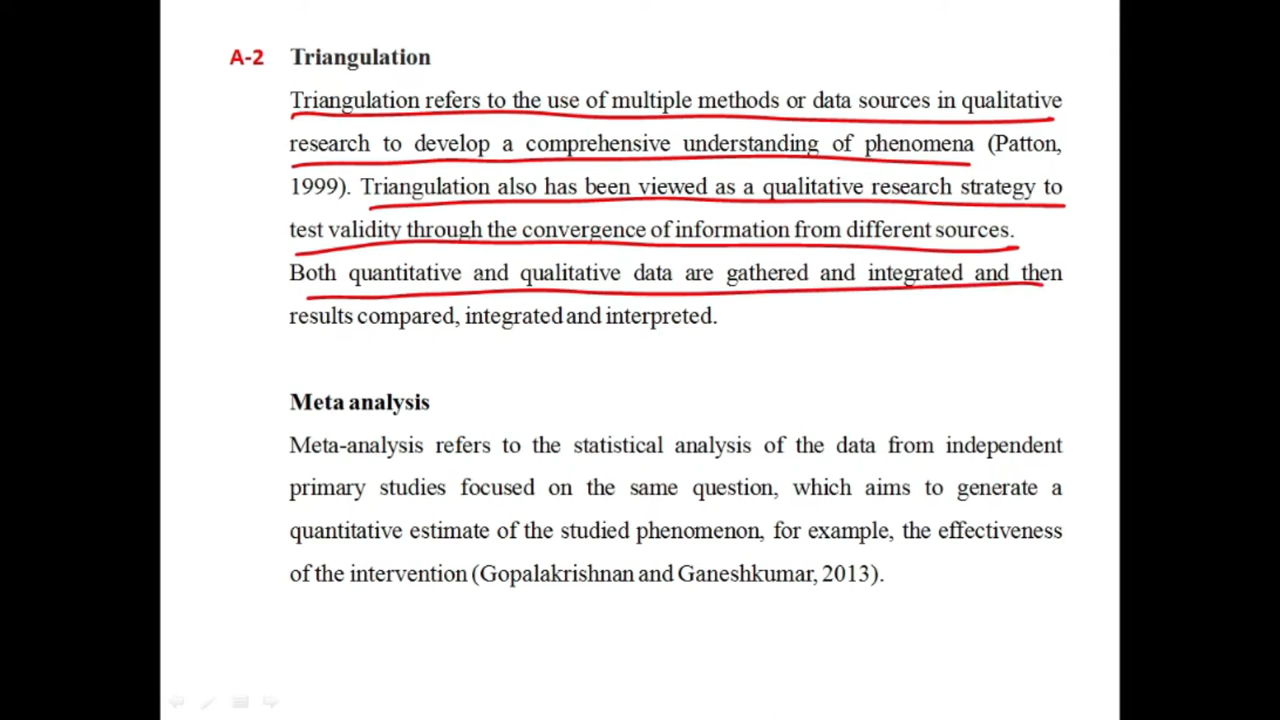 A-2 Triangulation
Triangulation refers to the use of multiple methods or data sources in qualitative
research to develop a comprehensive understanding of phenomena (Patton,
1999). Triangulation also has been viewed as a qualitative research strategy to
test validity through the convergence of information from different sources.
Both quantitative and qualitative data are gathered and integrated and then
results compared, integrated and interpreted.
Meta analysis
Meta-analysis refers to the statistical analysis of the data from independent
primary studies focused on the same question, which aims to generate a
quantitative estimate of the studied phenomenon, for example, the effectiveness
of the intervention (Gopalakrishnan and Ganeshkumar, 2013).